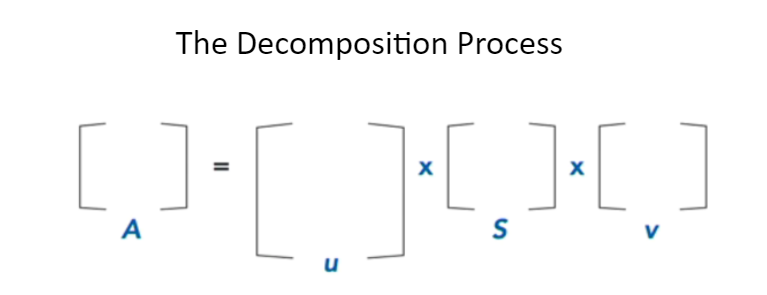 The Decomposition Process
= x x
A S v
u